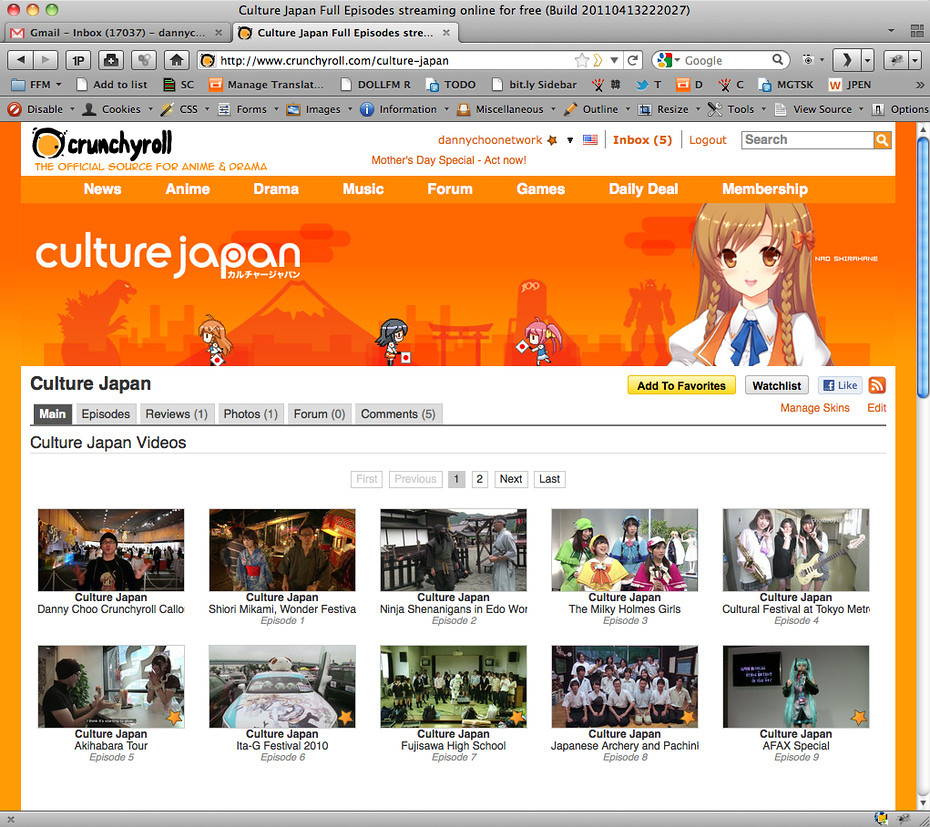 Culture Japan Full Episodes streaming online for free (Build 20110413222027)
Gmail – Inbox (17037) – dannyc...
Culture Japan Full Episodes stre...
1P
http://www.crunchyroll.com/culture-japan
Google
FFM
Add to list
SC
Manage Translat...
DOLLFM R
TODO
bit.ly Sidebar
韓
T
D
C
MGTSK
JPEN
Disable
Cookies
CSS
Forms
Images
Information
Miscellaneous
Outline
Resize
Tools
View Source
Options
crunchyroll
THE OFFICIAL SOURCE FOR ANIME & DRAMA
dannychoonetwork
Inbox (5)
Logout
Search
Mother's Day Special - Act now!
News
Anime
Drama
Music
Forum
Games
Daily Deal
Membership
culture japan
カルチャージャパン
NAO SHIRAHANE
Culture Japan
Add To Favorites
Watchlist
Like
Manage Skins
Edit
Main
Episodes
Reviews (1)
Photos (1)
Forum (0)
Comments (5)
Culture Japan Videos
First
Previous
1
2
Next
Last
Culture Japan
Danny Choo Crunchyroll Callo
Culture Japan
Shiori Mikami, Wonder Festiva
Episode 1
Culture Japan
Ninja Shenanigans in Edo Wor
Episode 2
Culture Japan
The Milky Holmes Girls
Episode 3
Culture Japan
Cultural Festival at Tokyo Metro
Episode 4
Culture Japan
Akihabara Tour
Episode 5
Culture Japan
Ita-G Festival 2010
Episode 6
Culture Japan
Fujisawa High School
Episode 7
Culture Japan
Japanese Archery and Pachink
Episode 8
Culture Japan
AFAX Special
Episode 9